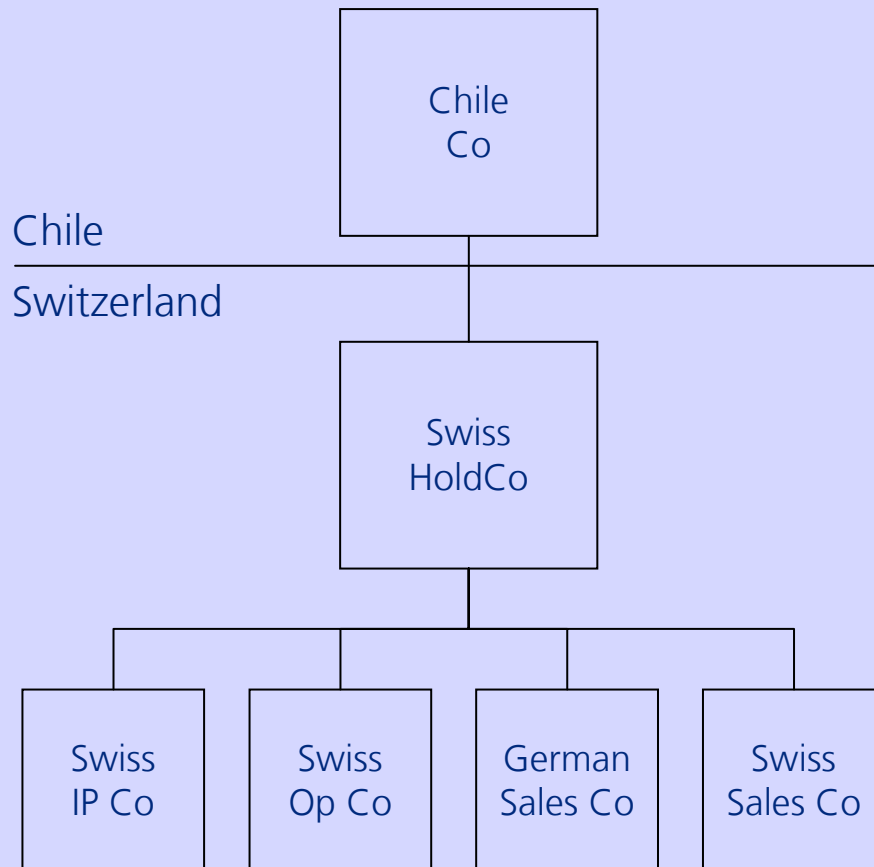 Chile
Co
Chile
Switzerland
Swiss
HoldCo
Swiss
IP Co
Swiss
Op Co
German
Sales Co
Swiss
Sales Co